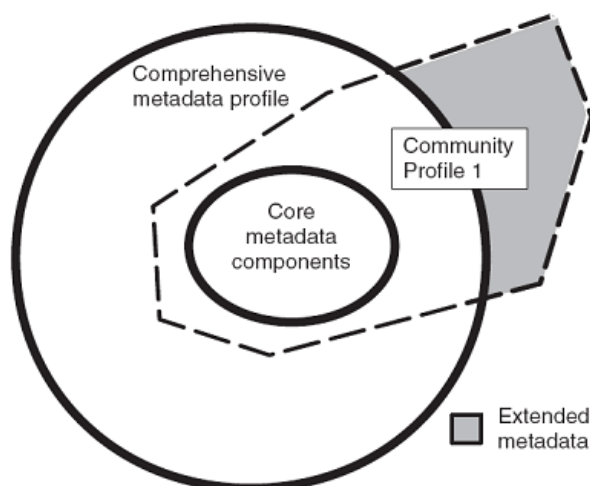 Comprehensive
metadata profile
Community
Profile 1
Core
metadata
components
Extended
metadata